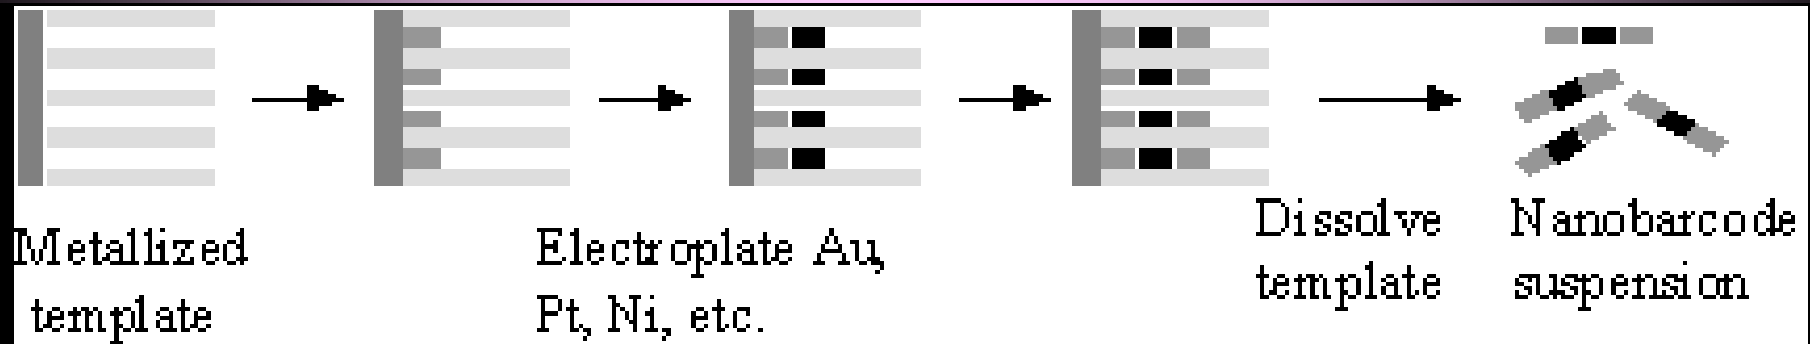 Metallized
template
Electroplate Au,
Pt, Ni, etc.
Dissolve
template
Nanobarcode
suspension